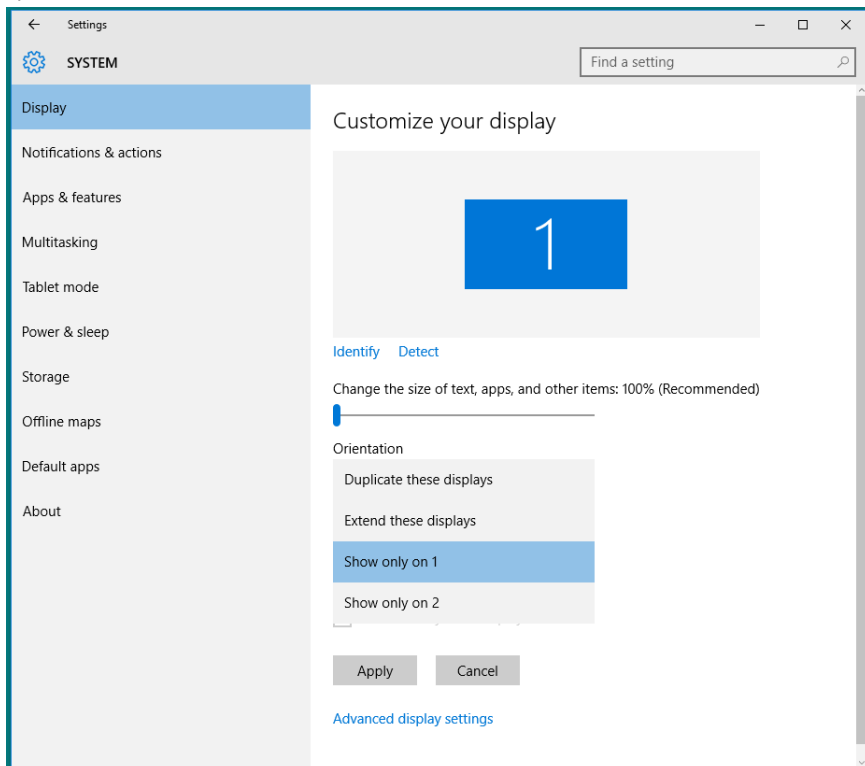 Settings
SYSTEM
Find a setting
Display
Notifications & actions
Apps & features
Multitasking
Tablet mode
Power & sleep
Storage
Offline maps
Default apps
About
Customize your display
1
Identify Detect
Change the size of text, apps, and other items: 100% (Recommended)
Orientation
Duplicate these displays
Extend these displays
Show only on 1
Show only on 2
Apply Cancel
Advanced display settings